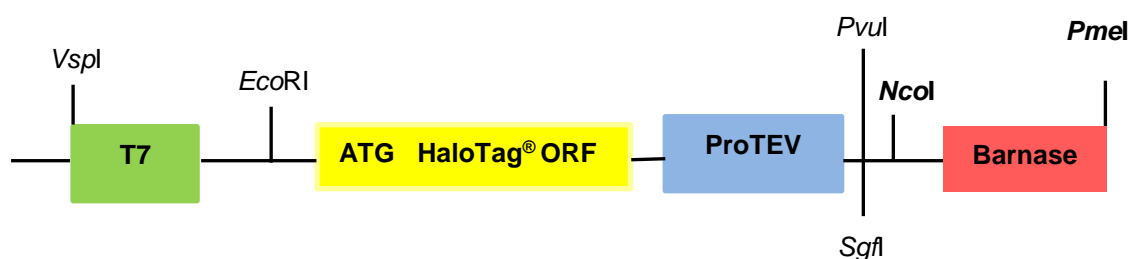 VspI
EcoRI
PvuI
PmeI
NcoI
T7
ATG HaloTag® ORF
ProTEV
Barnase
SgfI